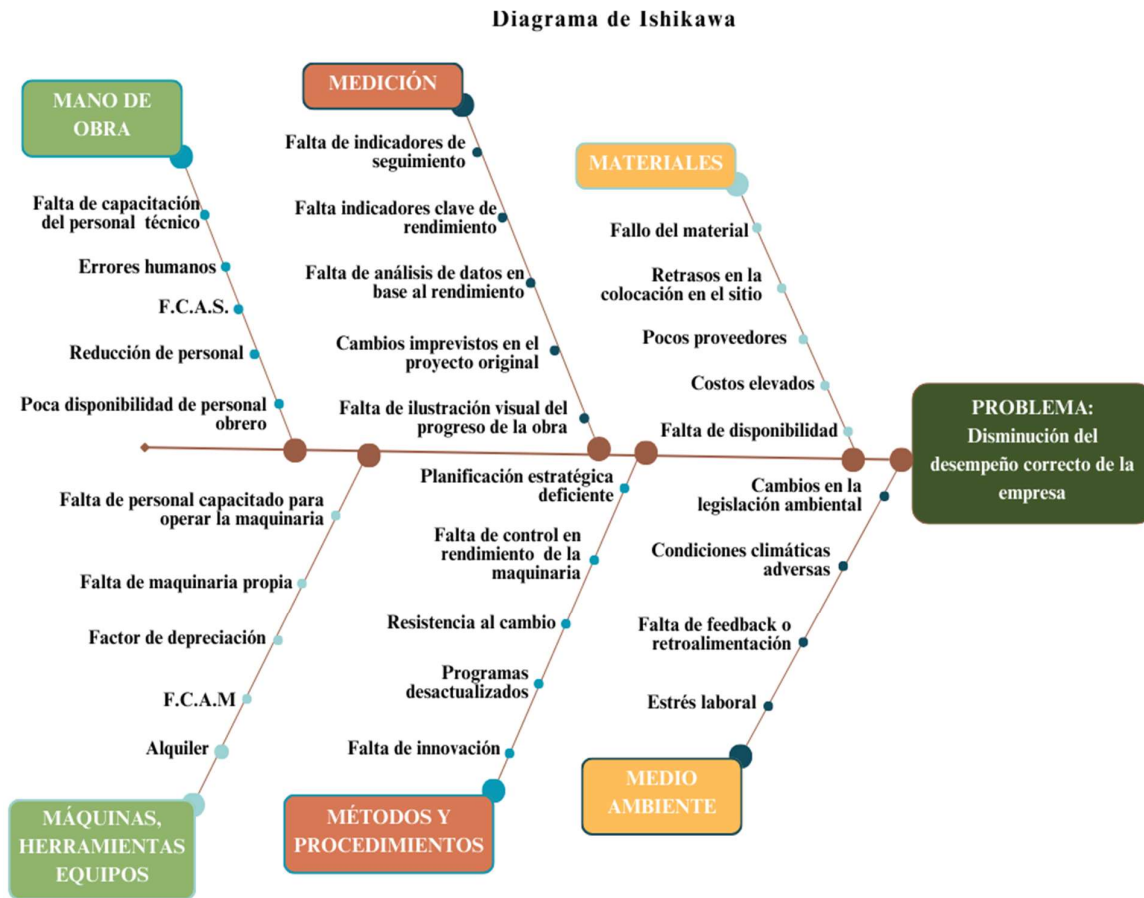 Diagrama de Ishikawa
MANO DE
OBRA
Falta de capacitación
del personal técnico
Errores humanos
F.C.A.S.
Reducción de personal
Poca disponibilidad de personal
obrero
MEDICIÓN
Falta de indicadores de
seguimiento
Falta indicadores clave de
rendimiento
Falta de análisis de datos en
base al rendimiento
Cambios imprevistos en el
proyecto original
Falta de ilustración visual del
progreso de la obra
MATERIALES
Fallo del material
Retrasos en la
colocación en el sitio
Pocos proveedores
Costos elevados
Falta de disponibilidad
PROBLEMA:
Disminución del
desempeño correcto de la
empresa
Falta de personal capacitado para
operar la maquinaria
Falta de maquinaria propia
Factor de depreciación
F.C.A.M
Alquiler
MÁQUINAS,
HERRAMIENTAS
EQUIPOS
Planificación estratégica
deficiente
Falta de control en
rendimiento de la
maquinaria
Resistencia al cambio
Programas
desactualizados
Falta de innovación
MÉTODOS Y
PROCEDIMIENTOS
Cambios en la
legislación ambiental
Condiciones climáticas
adversas
Falta de feedback o
retroalimentación
Estrés laboral
MEDIO
AMBIENTE